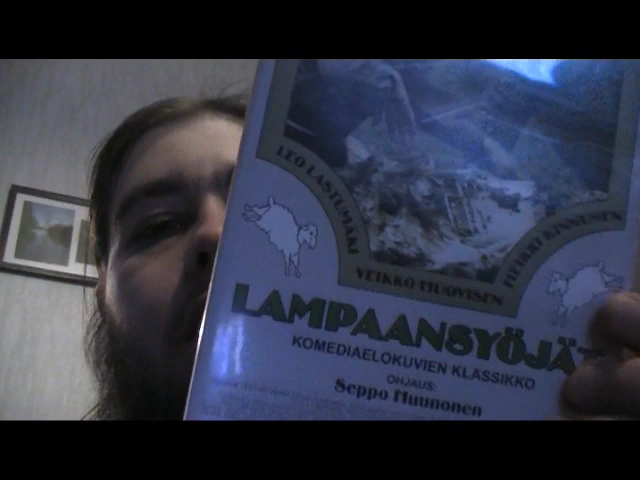 LEO LASTUMÄKI
VEIKKO HUOVISEN
HEIKKI KINNUNEN
LAMPAANSYÖJÄT
KOMEDIAELOKUVIEN KLASSIKKO
OHJAUS:
Seppo Huunonen